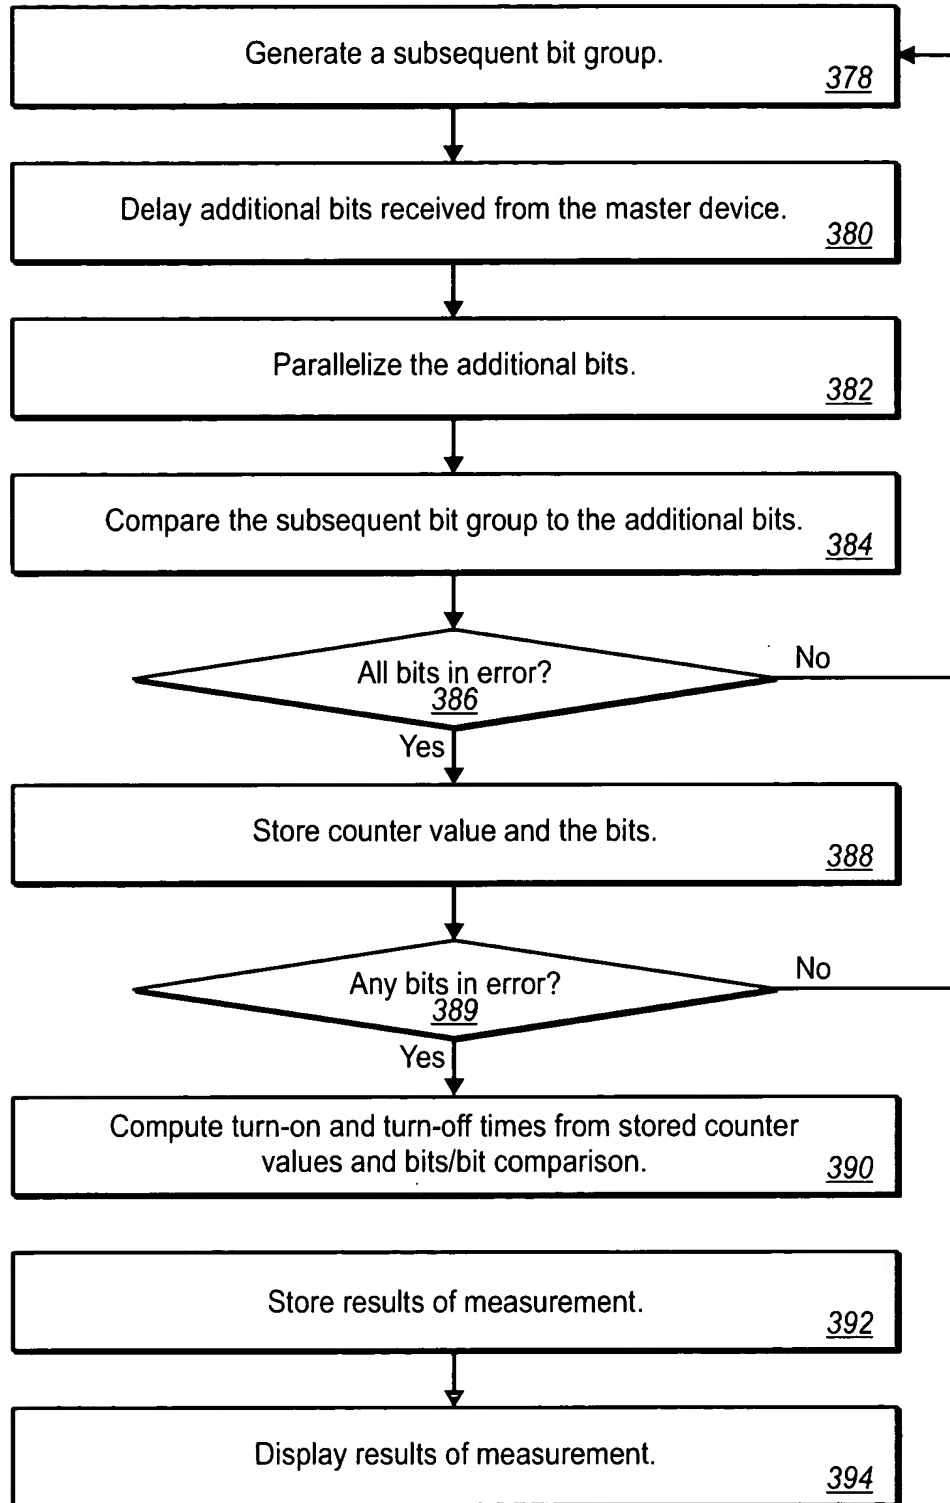 Generate a subsequent bit group.
378
Delay additional bits received from the master device.
380
Parallelize the additional bits.
382
Compare the subsequent bit group to the additional bits.
384
All bits in error?
386
No
Yes
Store counter value and the bits.
388
Any bits in error?
389
No
Yes
Compute turn-on and turn-off times from stored counter
values and bits/bit comparison.
390
Store results of measurement.
392
Display results of measurement.
394